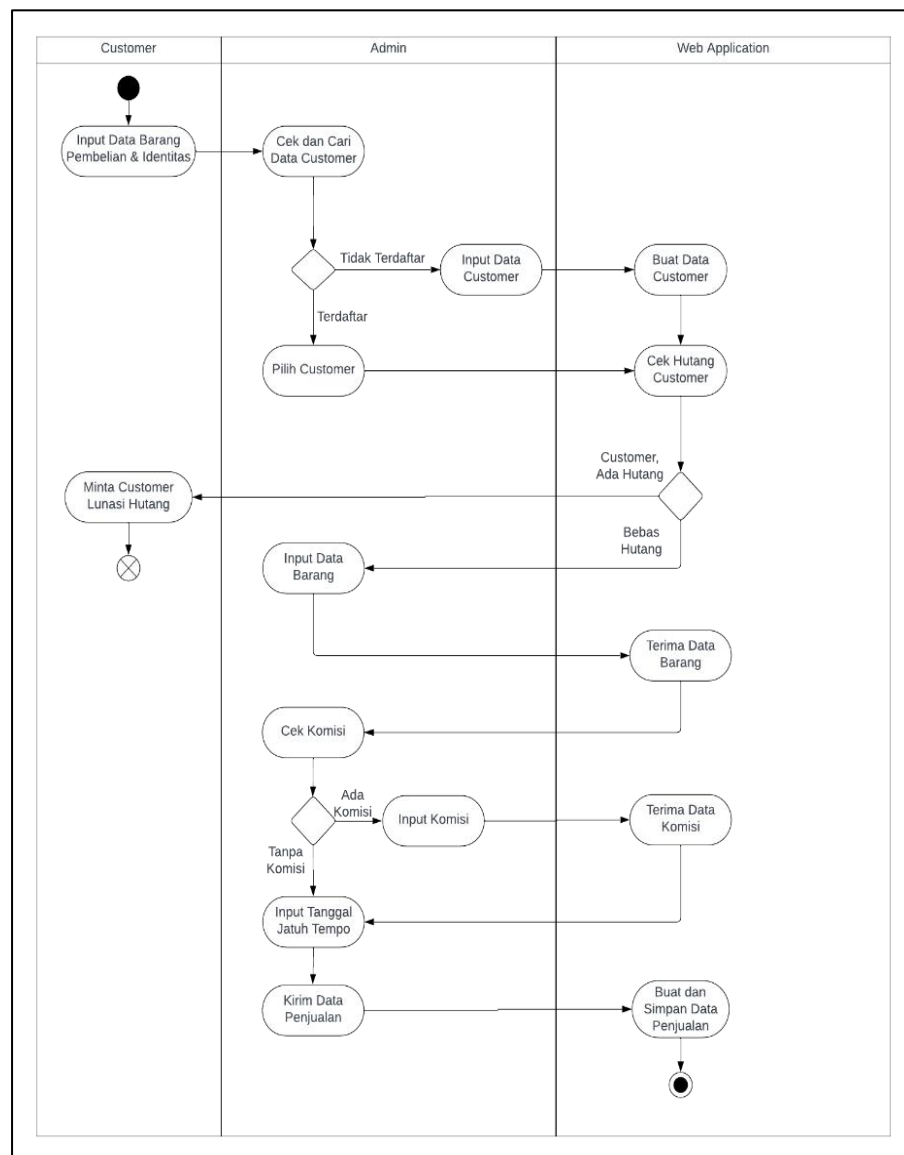 Customer
Admin
Web Application
Input Data Barang
Pembelian & Identitas
Cek dan Cari
Data Customer
Tidak Terdaftar
Input Data
Customer
Buat Data
Customer
Terdaftar
Pilih Customer
Cek Hutang
Customer
Customer,
Ada Hutang
Minta Customer
Lunasi Hutang
Bebas
Hutang
Input Data
Barang
Terima Data
Barang
Cek Komisi
Ada
Komisi
Input Komisi
Terima Data
Komisi
Tanpa
Komisi
Input Tanggal
Jatuh Tempo
Kirim Data
Penjualan
Buat dan
Simpan Data
Penjualan